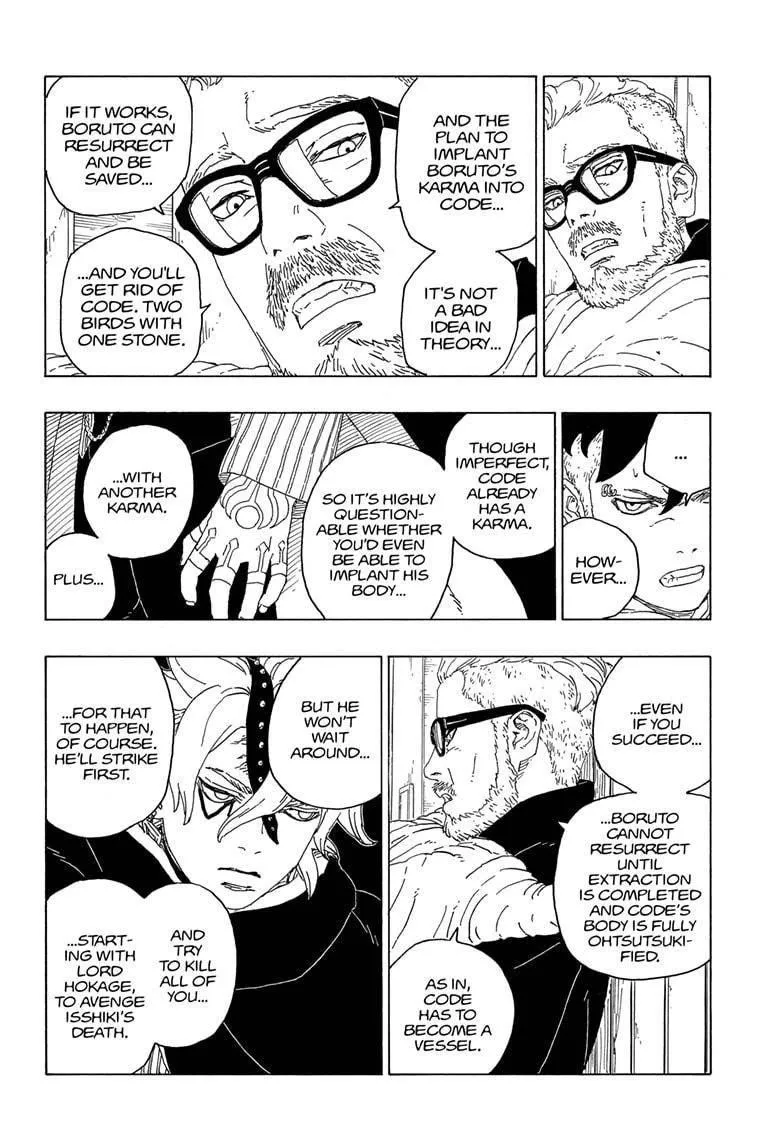 AND THE
PLAN TO
IMPLANT
BORUTO'S
KARMA INTO
CODE...
IT'S NOT
A BAD
IDEA IN
THEORY...
IF IT WORKS,
BORUTO CAN
RESURRECT
AND BE
SAVED...
...AND YOU'LL
GET RID OF
CODE. TWO
BIRDS WITH
ONE STONE.
...
HOW-
EVER...
THOUGH
IMPERFECT,
CODE
ALREADY
HAS A
KARMA.
SO IT'S HIGHLY
QUESTION-
ABLE WHETHER
YOU'D EVEN
BE ABLE TO
IMPLANT HIS
BODY...
...WITH
ANOTHER
KARMA.
PLUS...
...EVEN
IF YOU
SUCCEED...
...BORUTO
CANNOT
RESURRECT
UNTIL
EXTRACTION
IS COMPLETED
AND CODE'S
BODY IS FULLY
OHTSUTSUKI-
FIED.
AS IN,
CODE
HAS TO
BECOME A
VESSEL.
BUT HE
WON'T
WAIT
AROUND...
...FOR THAT
TO HAPPEN,
OF COURSE.
HE'LL STRIKE
FIRST.
AND
TRY
TO KILL
ALL OF
YOU...
...START-
ING WITH
LORD
HOKAGE,
TO AVENGE
ISSHIKI'S
DEATH.